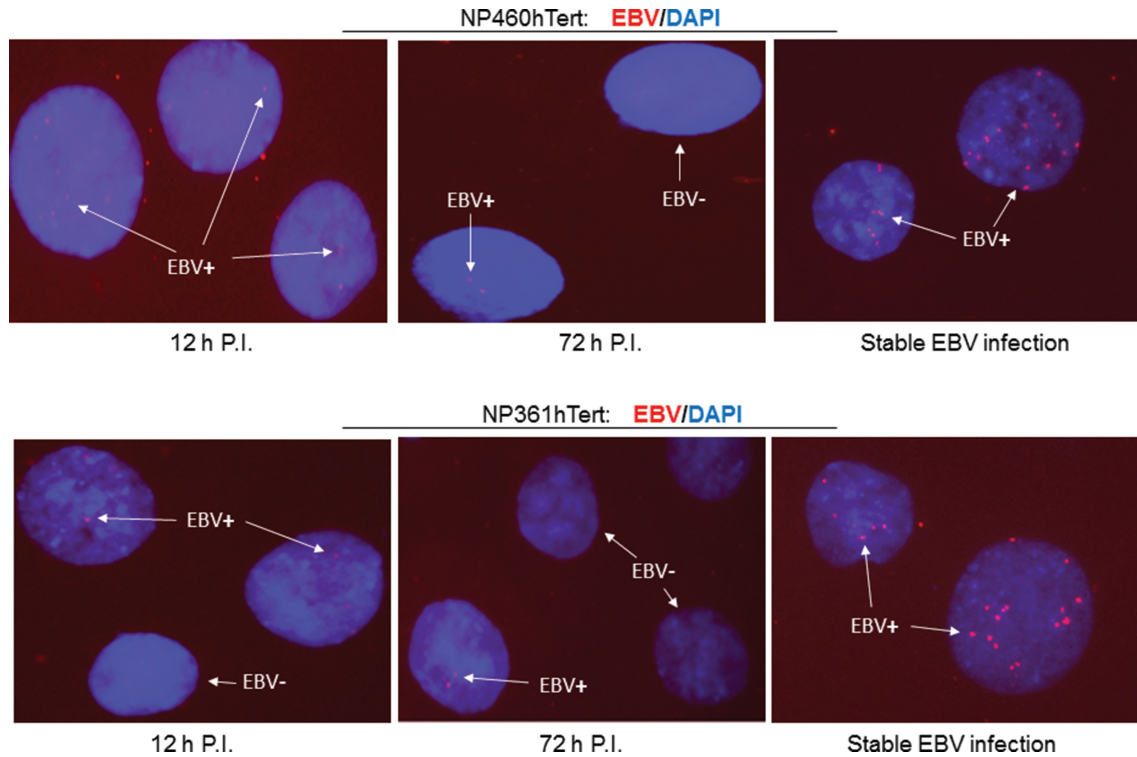 NP460hTert: EBV/DAPI
EBV+
EBV+
EBV-
EBV+
12 h P.I.
72 h P.I.
Stable EBV infection
NP361hTert: EBV/DAPI
EBV+
EBV-
EBV-
EBV+
EBV+
12 h P.I.
72 h P.I.
Stable EBV infection